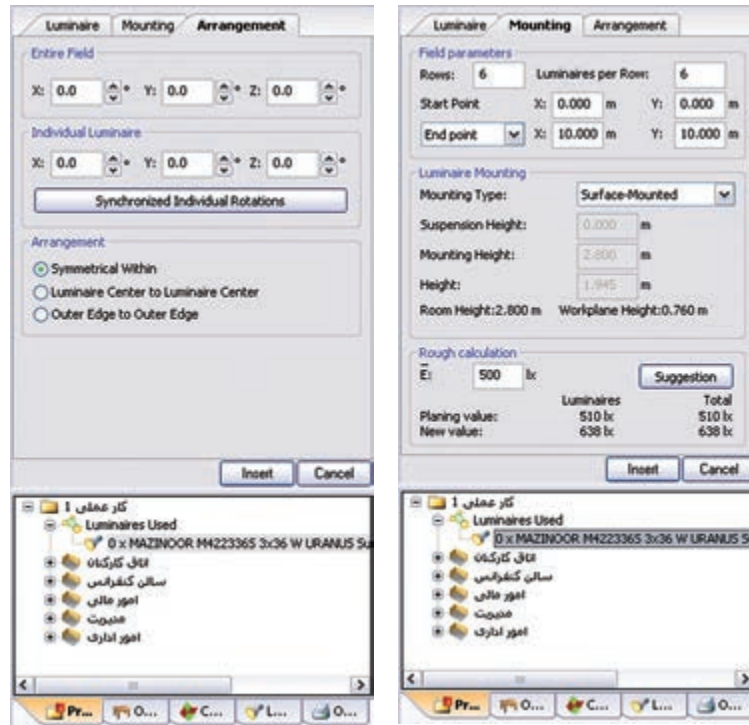 Luminaire Mounting Arrangement
Entire Field
X: 0.0 ° Y: 0.0 ° Z: 0.0 °
Individual Luminaire
X: 0.0 ° Y: 0.0 ° Z: 0.0 °
Synchronized Individual Rotations
Arrangement
Symmetrical Within
Luminaire Center to Luminaire Center
Outer Edge to Outer Edge
Insert Cancel
کار عملی 1
Luminaires Used
0 x MAZINOOR M4223365 3x36 W URANUS Su
اتاق کارکنان
سالن کنفرانس
امور مالی
مدیریت
امور اداری
Pr... O... C... L... O...
Luminaire Mounting Arrangement
Field parameters
Rows: 6 Luminaires per Row: 6
Start Point X: 0.000 m Y: 0.000 m
End point X: 10.000 m Y: 10.000 m
Luminaire Mounting
Mounting Type: Surface-Mounted
Suspension Height: 0.000 m
Mounting Height: 2.800 m
Height: 1.945 m
Room Height:2.800 m Workplane Height:0.760 m
Rough calculation
E: 500 lx Suggestion
Luminaires Total
Planing value: 510 lx 510 lx
New value: 638 lx 638 lx
Insert Cancel
کار عملی 1
Luminaires Used
0 x MAZINOOR M4223365 3x36 W URANUS S
اتاق کارکنان
سالن کنفرانس
امور مالی
مدیریت
امور اداری
Pr... O... C... L... O...